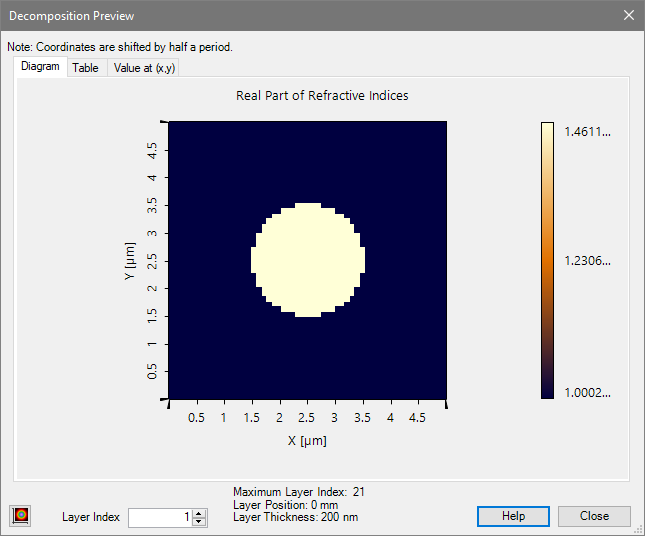 Decomposition Preview
Note: Coordinates are shifted by half a period.
Diagram Table Value at (x,y)
Real Part of Refractive Indices
4.5
4
3.5
3
2.5
2
1.5
1
0.5
Y [µm]
0.5 1 1.5 2 2.5 3 3.5 4 4.5
X [µm]
1.4611...
1.2306...
1.0002...
Maximum Layer Index: 21
Layer Position: 0 mm
Layer Thickness: 200 nm
Layer Index 1
Help Close